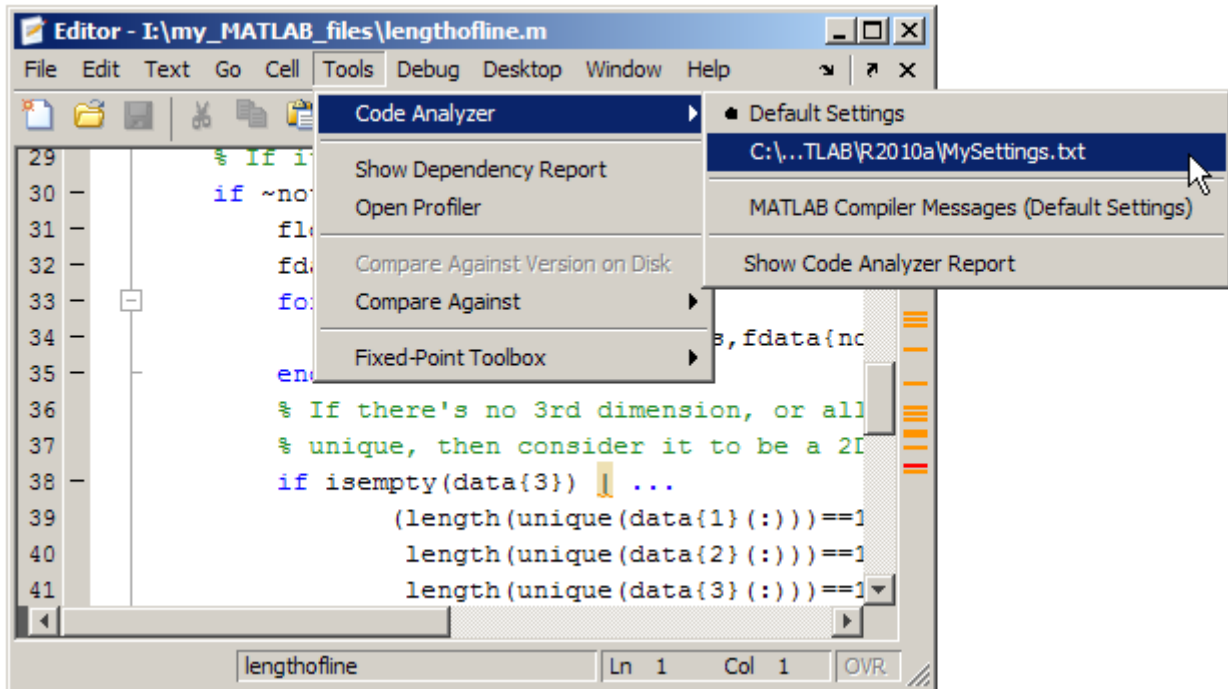 Editor - I:\my_MATLAB_files\lengthofline.m
File Edit Text Go Cell Tools Debug Desktop Window Help
Code Analyzer
Show Dependency Report
Open Profiler
Compare Against Version on Disk
Compare Against
Fixed-Point Toolbox
Default Settings
C:\...TLAB\R2010a\MySettings.txt
MATLAB Compiler Messages (Default Settings)
Show Code Analyzer Report
29 % If
30 – if
31 –
32 –
33 –
34 – ,fdata{
35 –
36 % If there's no 3rd dimension, or all
37 % unique, then consider it to be a
38 – if isempty(data{3}) | ...
39 (length(unique(data{1}(:)))==1
40 length(unique(data{2}(:)))==1
41 length(unique(data{3}(:)))==1
lengthofline Ln 1 Col 1 OVR